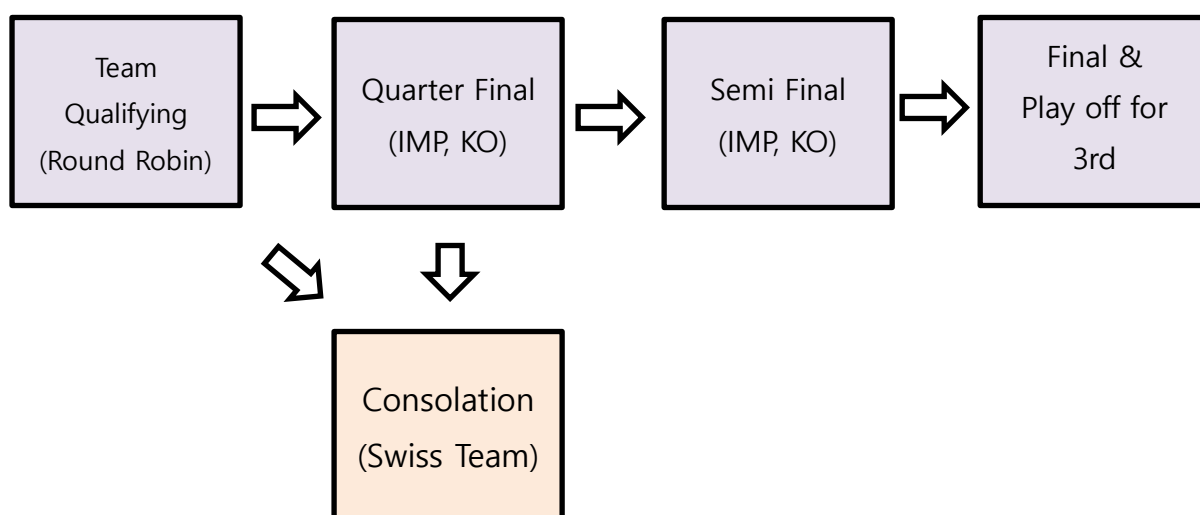 Team
Qualifying
(Round Robin)
Quarter Final
(IMP, KO)
Semi Final
(IMP, KO)
Final &
Play off for
3rd
Consolation
(Swiss Team)